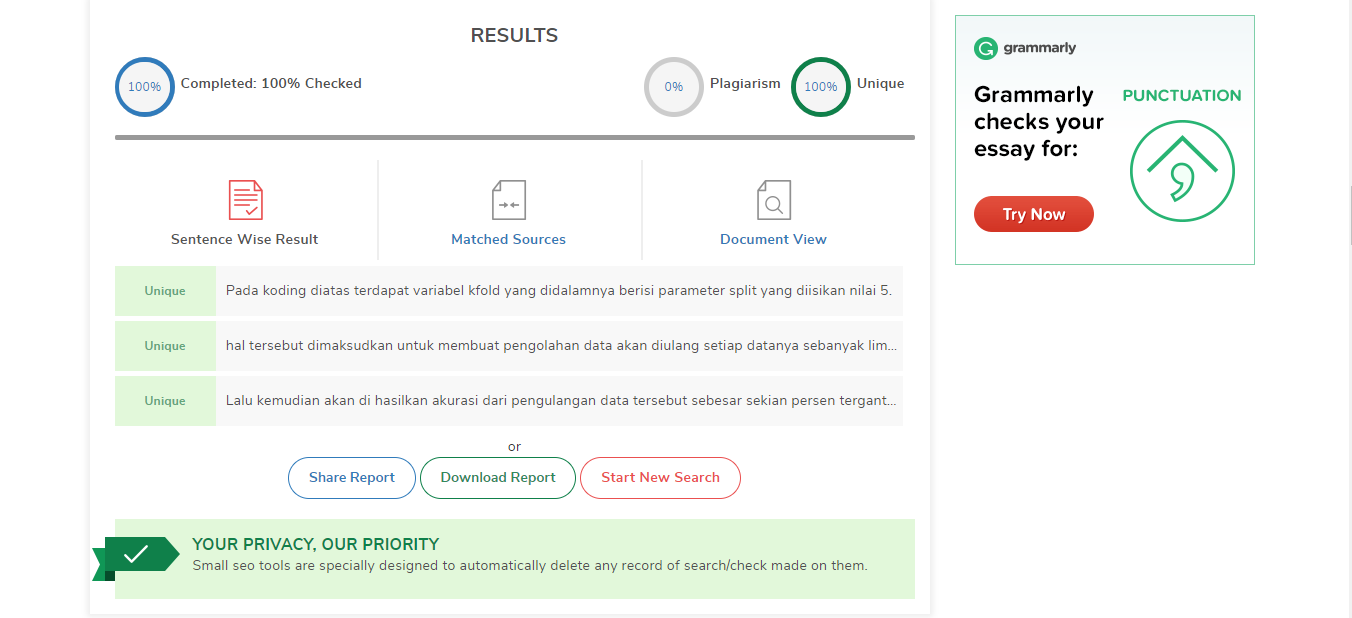 RESULTS
100% Completed: 100% Checked
0% Plagiarism 100% Unique
Sentence Wise Result
Matched Sources
Document View
Unique Pada koding diatas terdapat variabel kfold yang didalamnya berisi parameter split yang diisikan nilai 5.
Unique hal tersebut dimaksudkan untuk membuat pengolahan data akan diulang setiap datanya sebanyak lim...
Unique Lalu kemudian akan di hasilkan akurasi dari pengulangan data tersebut sebesar sekian persen tergant...
or
Share Report
Download Report
Start New Search
YOUR PRIVACY, OUR PRIORITY
Small seo tools are specially designed to automatically delete any record of search/check made on them.
grammarly
Grammarly
checks your
essay for:
PUNCTUATION
Try Now